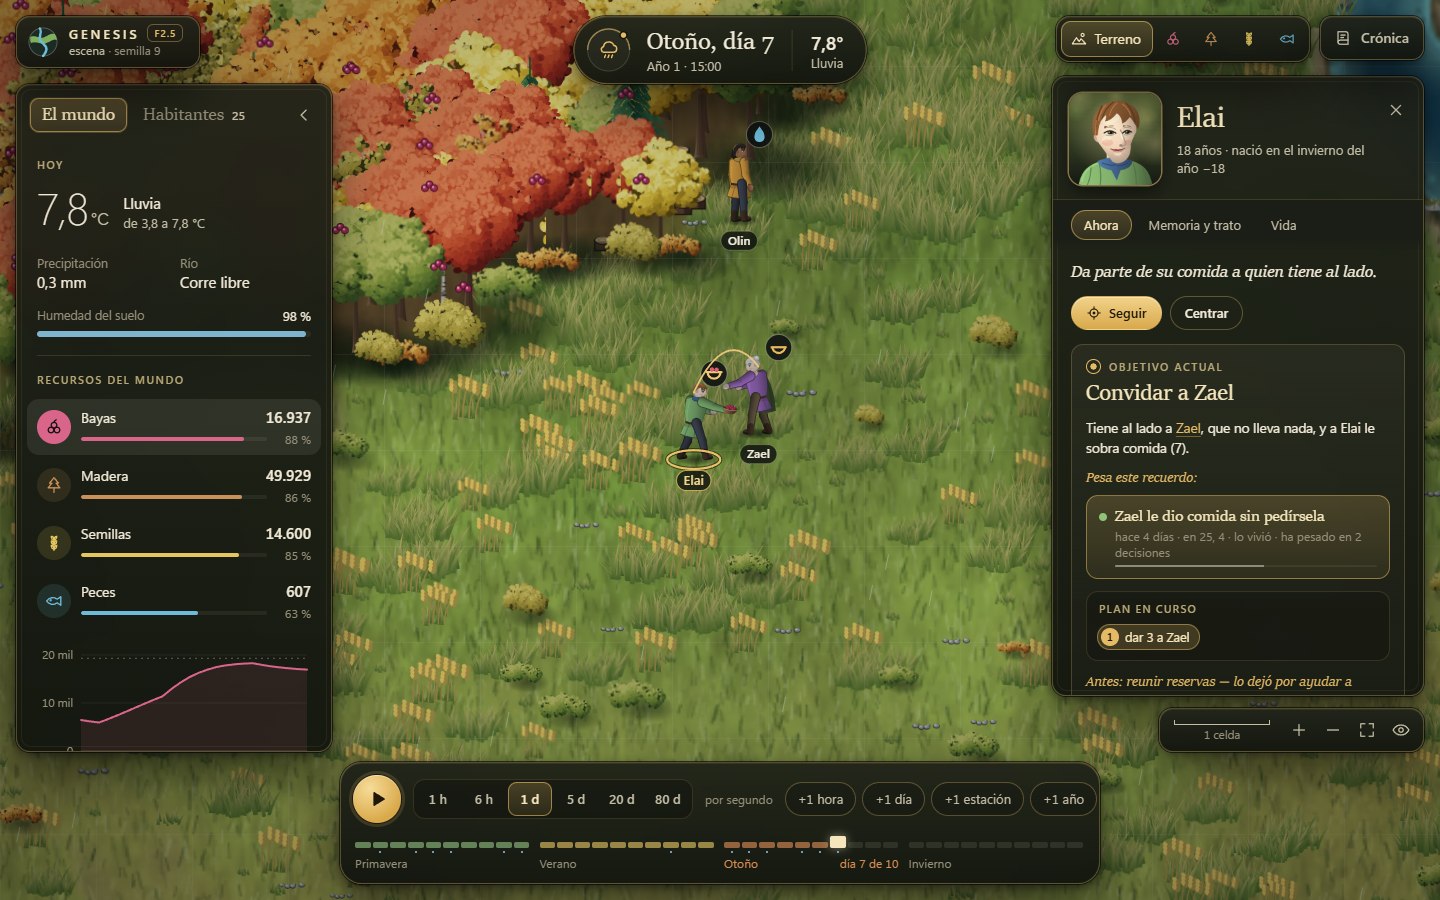 GENESIS F2.5
escena · semilla 9
Otoño, día 7
Año 1 · 15:00
7,8°
Lluvia
Terreno
Crónica
El mundo
Habitantes 25
HOY
7,8 °C
Lluvia
de 3,8 a 7,8 °C
Precipitación
0,3 mm
Río
Corre libre
Humedad del suelo 98 %
RECURSOS DEL MUNDO
Bayas 16.937
88 %
Madera 49.929
86 %
Semillas 14.600
85 %
Peces 607
63 %
20 mil
10 mil
0
Olin
Zael
Elai
Elai
18 años · nació en el invierno del
año −18
Ahora
Memoria y trato
Vida
Da parte de su comida a quien tiene al lado.
Seguir
Centrar
OBJETIVO ACTUAL
Convidar a Zael
Tiene al lado a Zael, que no lleva nada, y a Elai le
sobra comida (7).
Pesa este recuerdo:
Zael le dio comida sin pedírsela
hace 4 días · en 25, 4 · lo vivió · ha pesado en 2
decisiones
PLAN EN CURSO
1 dar 3 a Zael
Antes: reunir reservas — lo dejó por ayudar a
1 celda
1 h
6 h
1 d
5 d
20 d
80 d
por segundo
+1 hora
+1 día
+1 estación
+1 año
Primavera
Verano
Otoño
día 7 de 10
Invierno